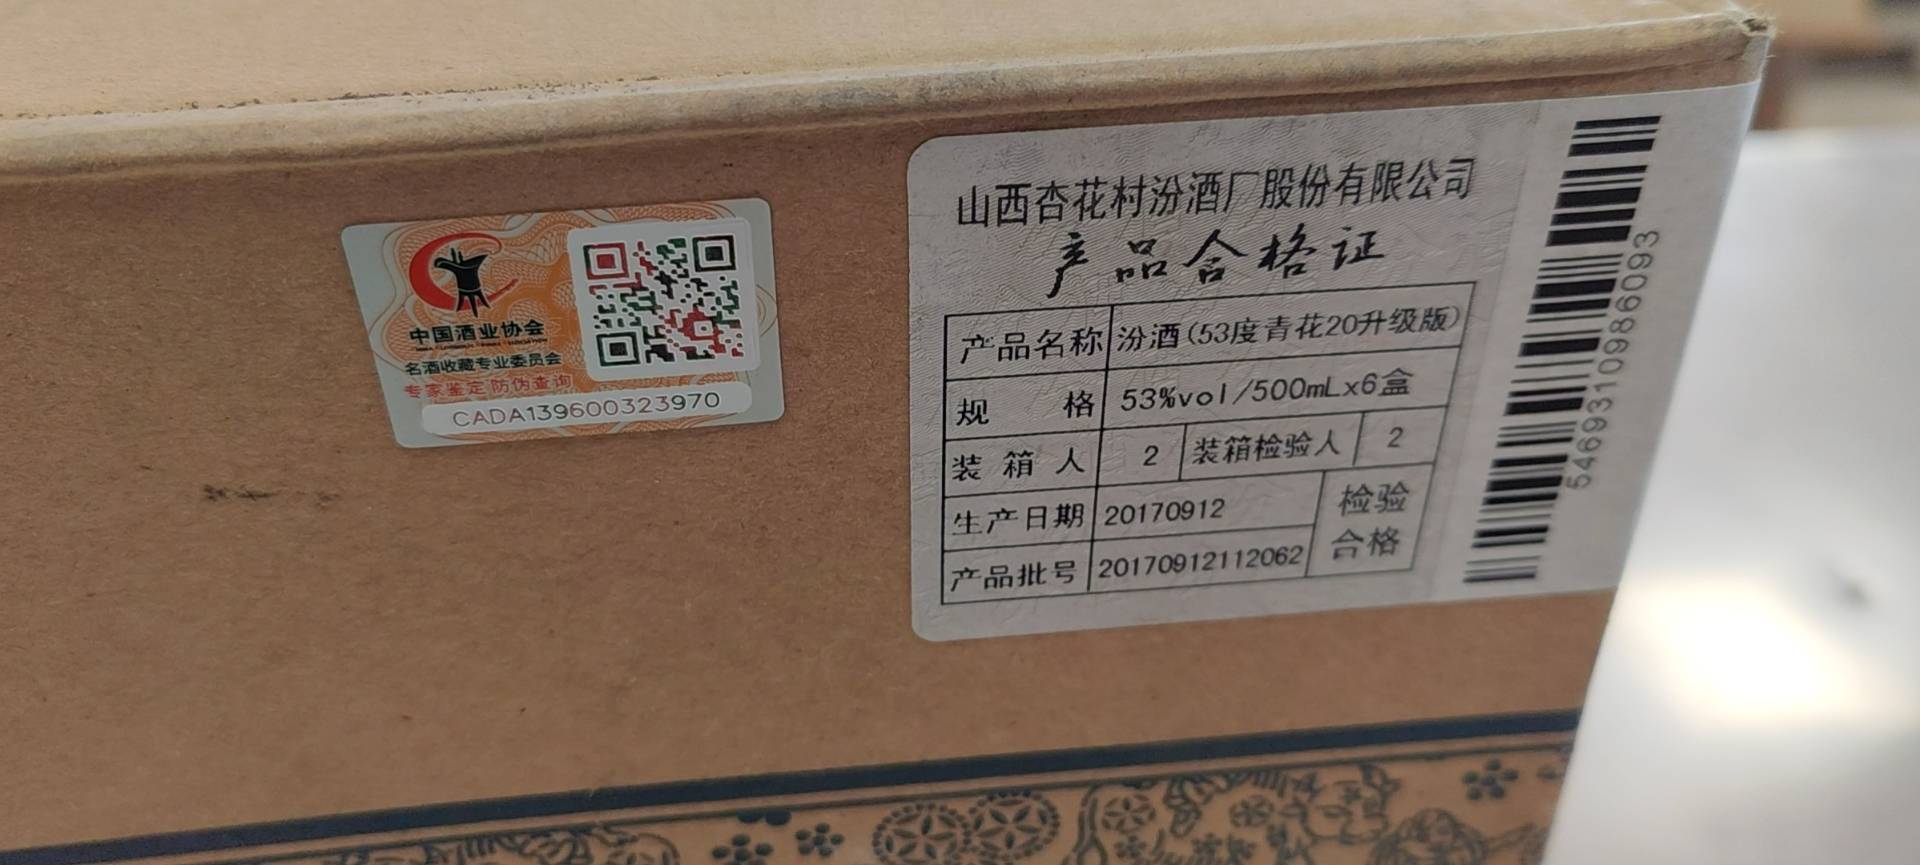 中国酒业协会
名酒收藏专业委员会
专家鉴定 防伪查询
CADA139600323970
山西杏花村汾酒厂股份有限公司
产品合格证
产品名称 汾酒(53度青花20升级版)
规 格 53%vol/500mLx6盒
装 箱 人 2 装箱检验人 2
生产日期 20170912
检验合格
产品批号 20170912112062
54699310986093